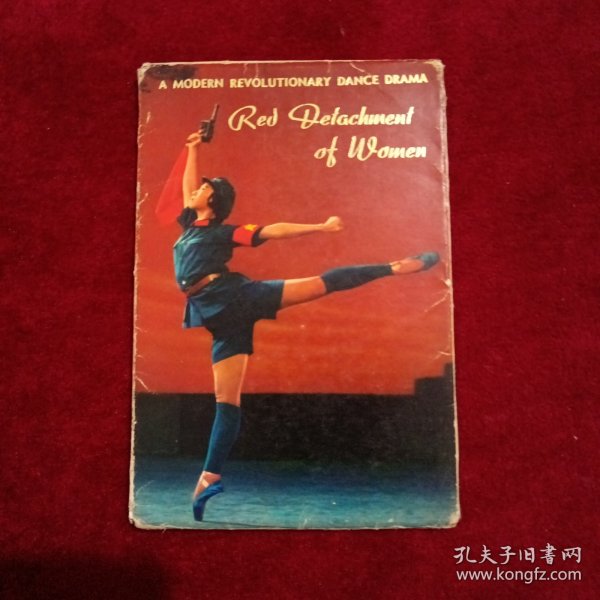 A MODERN REVOLUTIONARY DANCE DRAMA
Red Detachment
of Women
孔夫子旧书网
www.kongfz.com